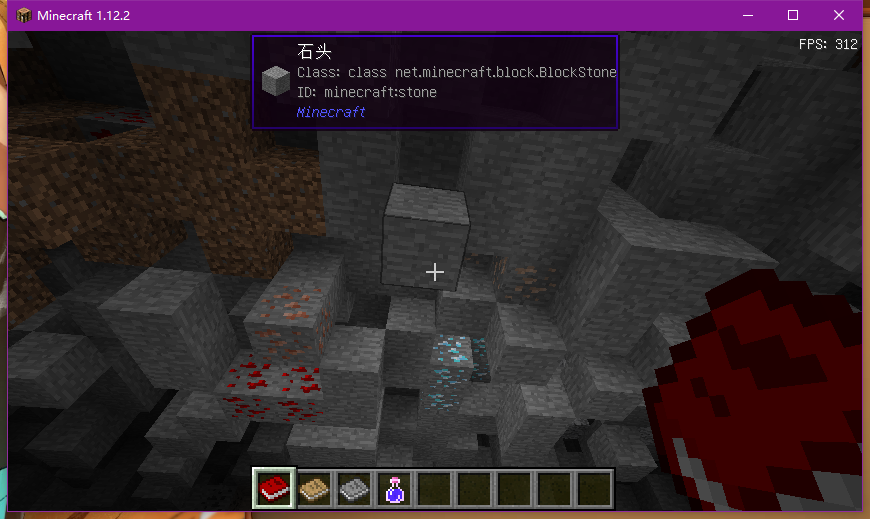 Minecraft 1.12.2
FPS: 312
石头
Class: class net.minecraft.block.BlockStone
ID: minecraft:stone
Minecraft